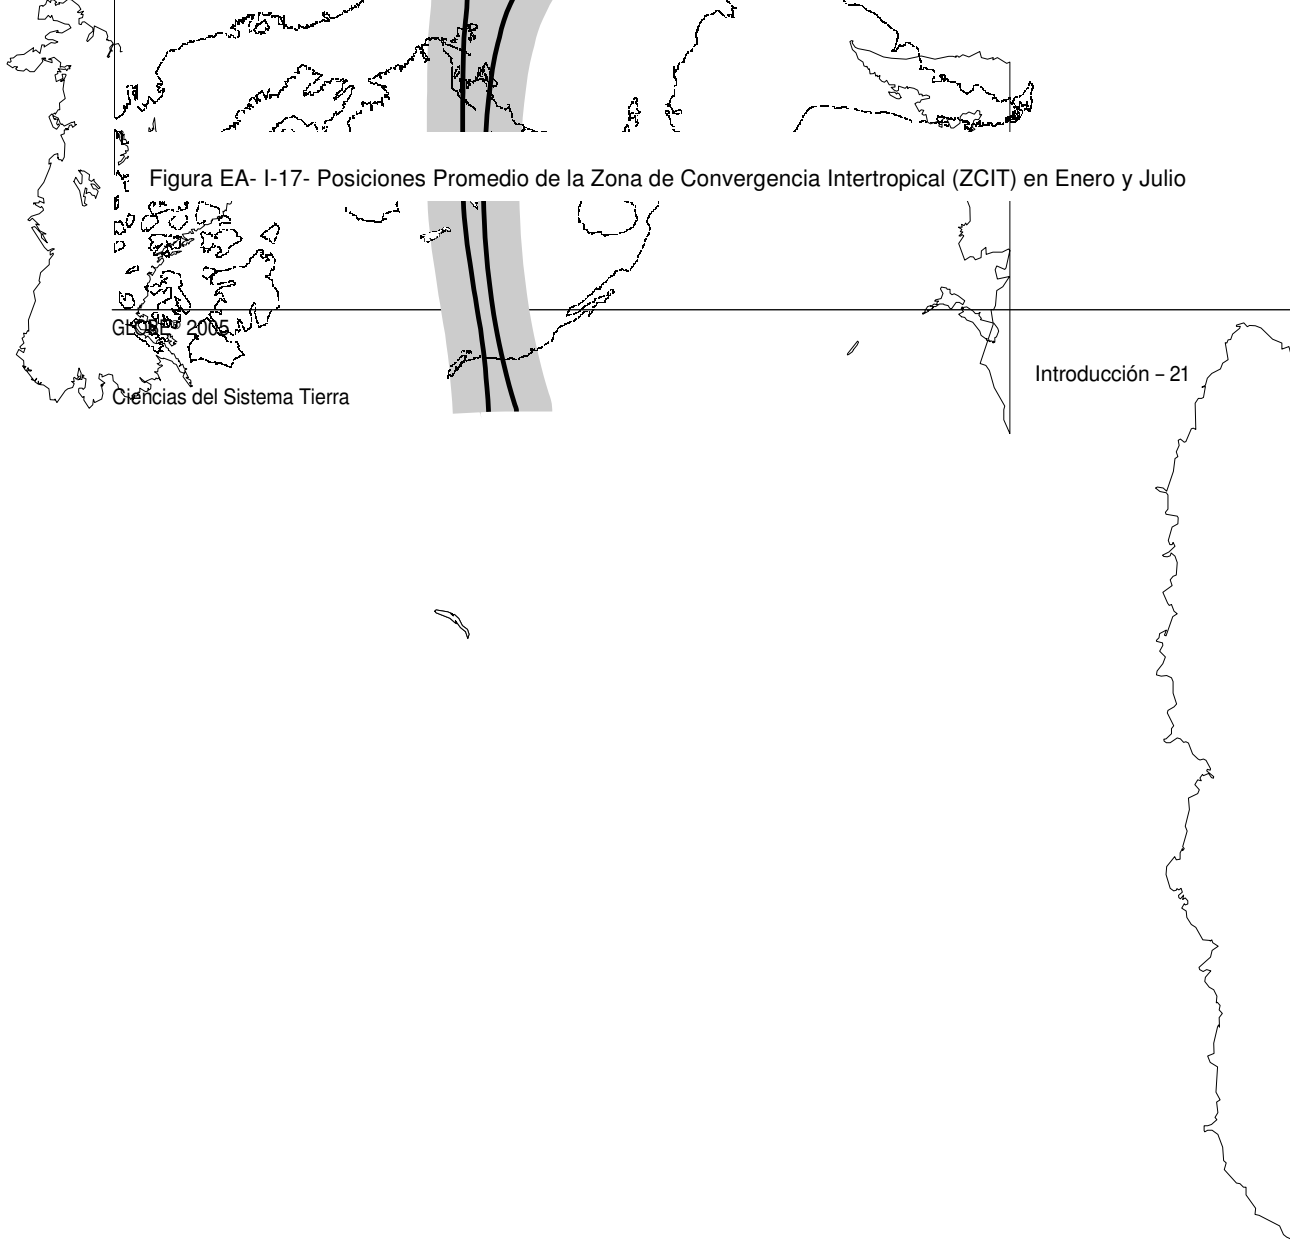 Figura EA- I-17- Posiciones Promedio de la Zona de Convergencia Intertropical (ZCIT) en Enero y Julio
GLOBE® 2005
Introducción – 21
Ciencias del Sistema Tierra